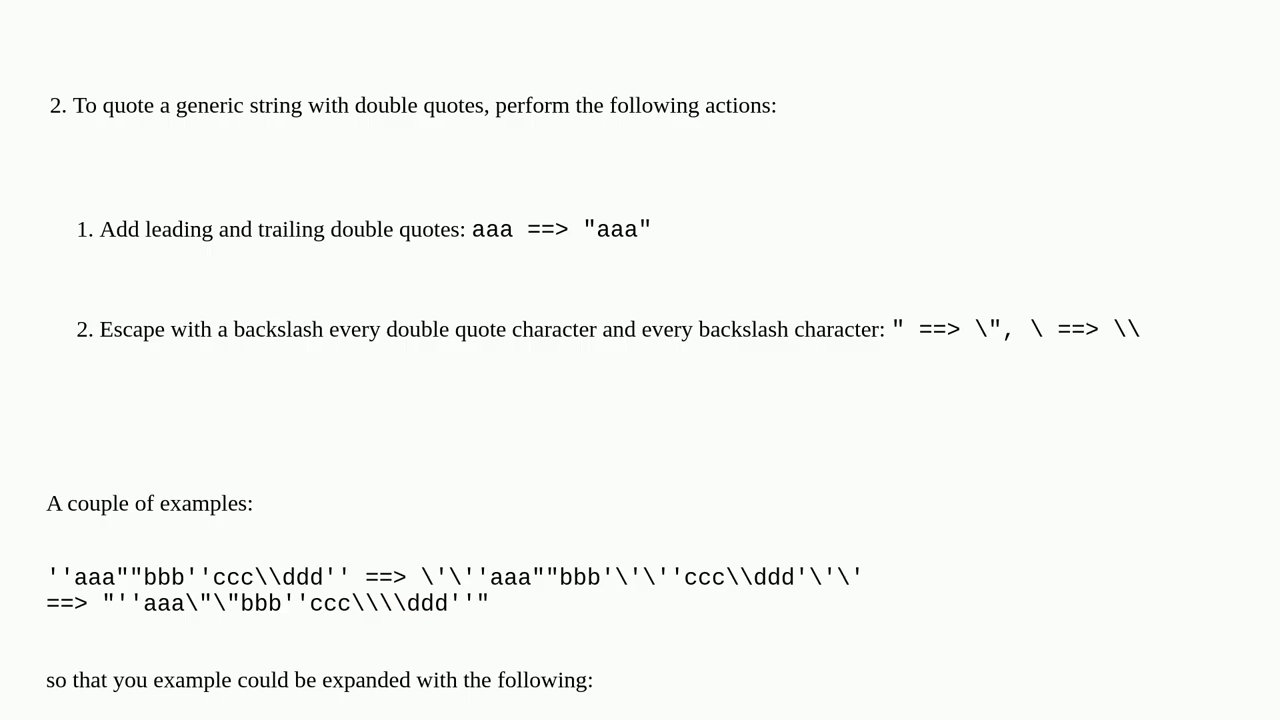 2. To quote a generic string with double quotes, perform the following actions:
1. Add leading and trailing double quotes: aaa ==> "aaa"
2. Escape with a backslash every double quote character and every backslash character: " ==> \", \ ==> \\
A couple of examples:
''aaa""bbb''ccc\\ddd'' ==> \'\''aaa""bbb'\'\''ccc\\ddd'\'\'
==> "''aaa\"\"bbb''ccc\\\\ddd''"
so that you example could be expanded with the following: